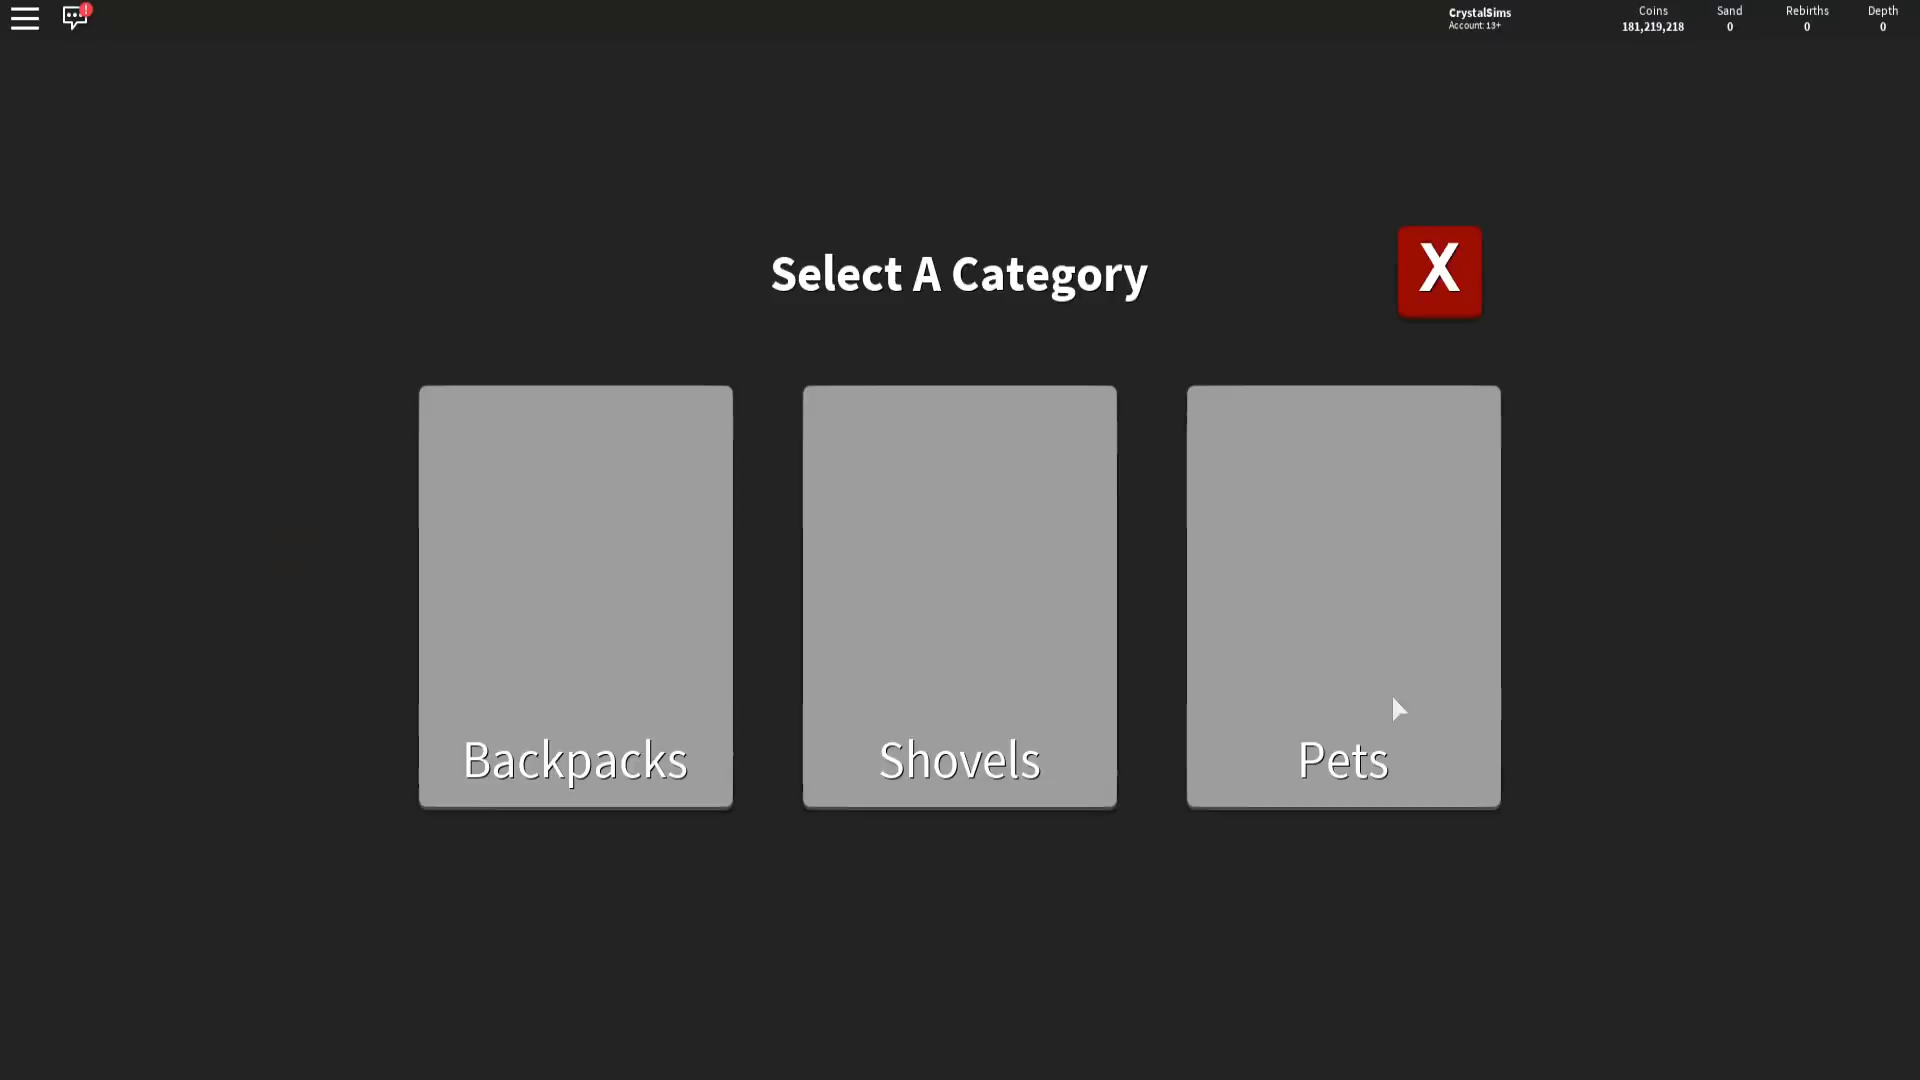 CrystalSims
Account: 13+
Coins Sand Rebirths Depth
181,219,218 0 0 0
Select A Category
X
Backpacks Shovels Pets